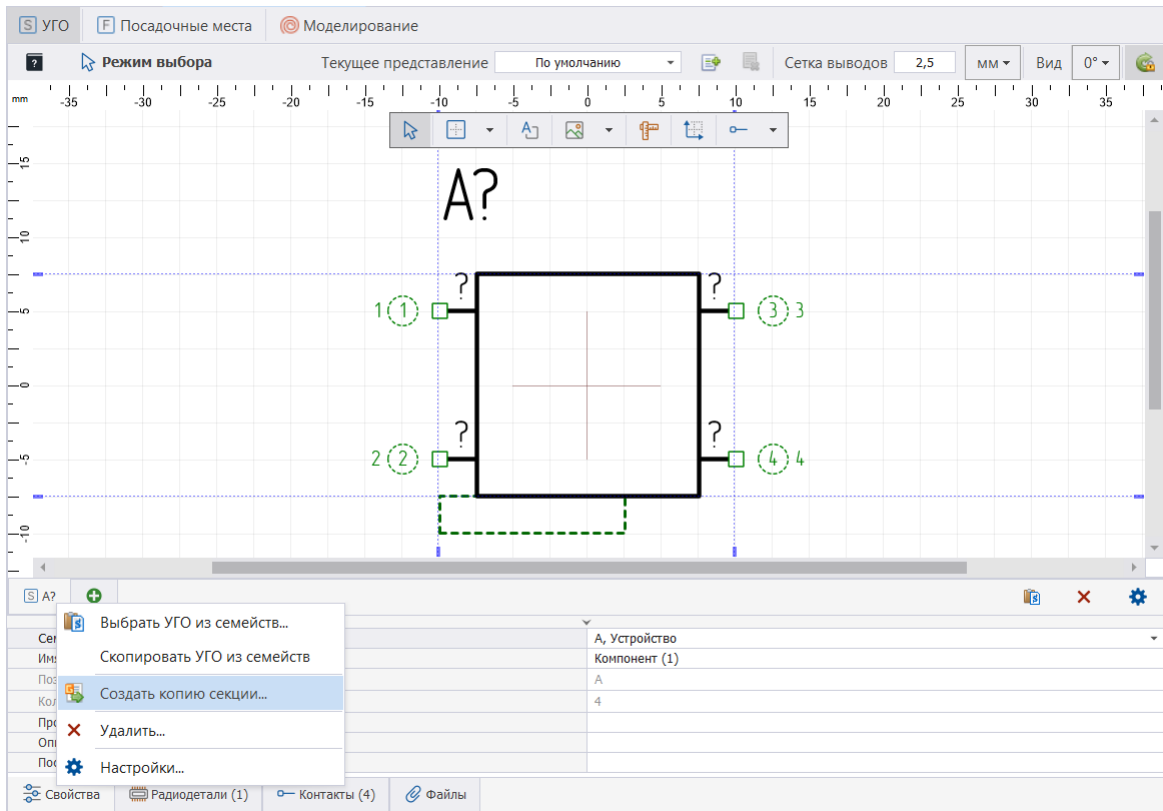 S УГО F Посадочные места Моделирование
? Режим выбора Текущее представление По умолчанию Сетка выводов 2,5 мм Вид 0°
mm -35 -30 -25 -20 -15 -10 -5 0 5 10 15 20 25 30 35
15
A?
10
? ?
5 1 1 3 3
0
? ?
-5 2 2 4 4
-10
S A?
Выбрать УГО из семейств...
А, Устройство
Скопировать УГО из семейств
Компонент (1)
A
Создать копию секции...
4
Удалить...
Настройки...
Свойства Радиодетали (1) Контакты (4) Файлы